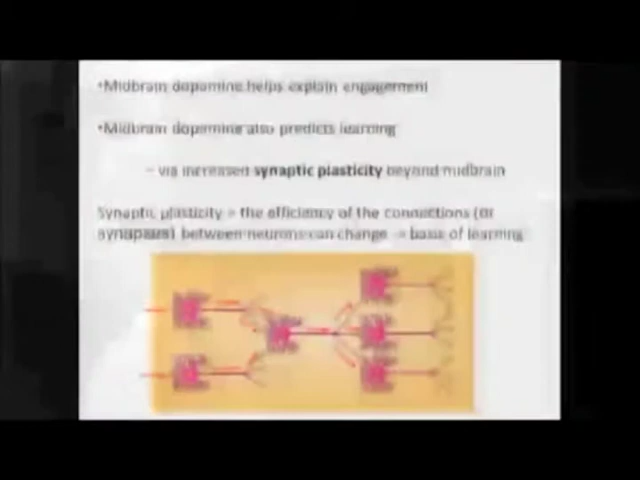 •Midbrain dopamine helps explain engagement
•Midbrain dopamine also predicts learning
– via increased synaptic plasticity beyond midbrain
Synaptic plasticity = the efficiency of the connections (or
synapses) between neurons can change → basis of learning